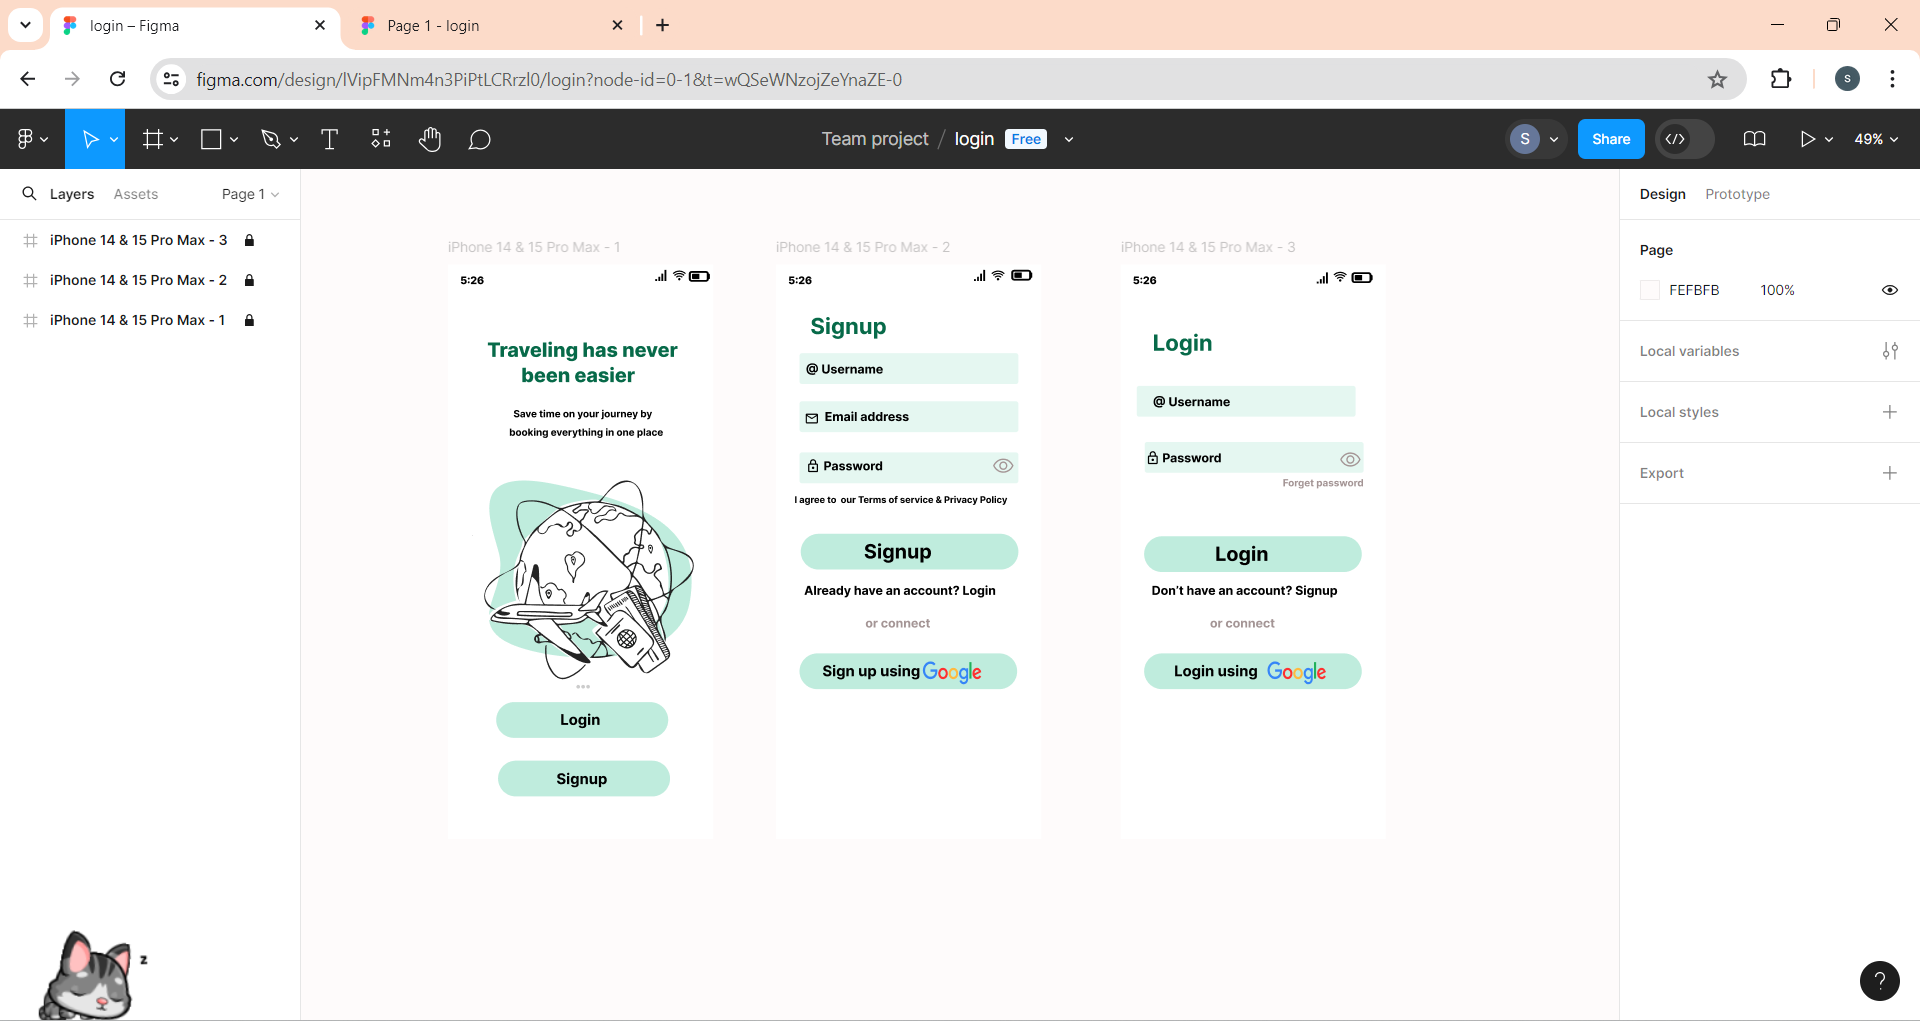 login – Figma
Page 1 - login
figma.com/design/lVipFMNm4n3PiPtLCRrzl0/login?node-id=0-1&t=wQSeWNzojZeYnaZE-0
S
Team project / login Free
S
Share
49%
Layers Assets Page 1
iPhone 14 & 15 Pro Max - 3
iPhone 14 & 15 Pro Max - 2
iPhone 14 & 15 Pro Max - 1
iPhone 14 & 15 Pro Max - 1
5:26
Traveling has never
been easier
Save time on your journey by
booking everything in one place
Login
Signup
iPhone 14 & 15 Pro Max - 2
5:26
Signup
@ Username
Email address
Password
I agree to our Terms of service & Privacy Policy
Signup
Already have an account? Login
or connect
Sign up using Google
iPhone 14 & 15 Pro Max - 3
5:26
Login
@ Username
Password
Forget password
Login
Don't have an account? Signup
or connect
Login using Google
Design Prototype
Page
FEFBFB 100%
Local variables
Local styles
Export
z
?